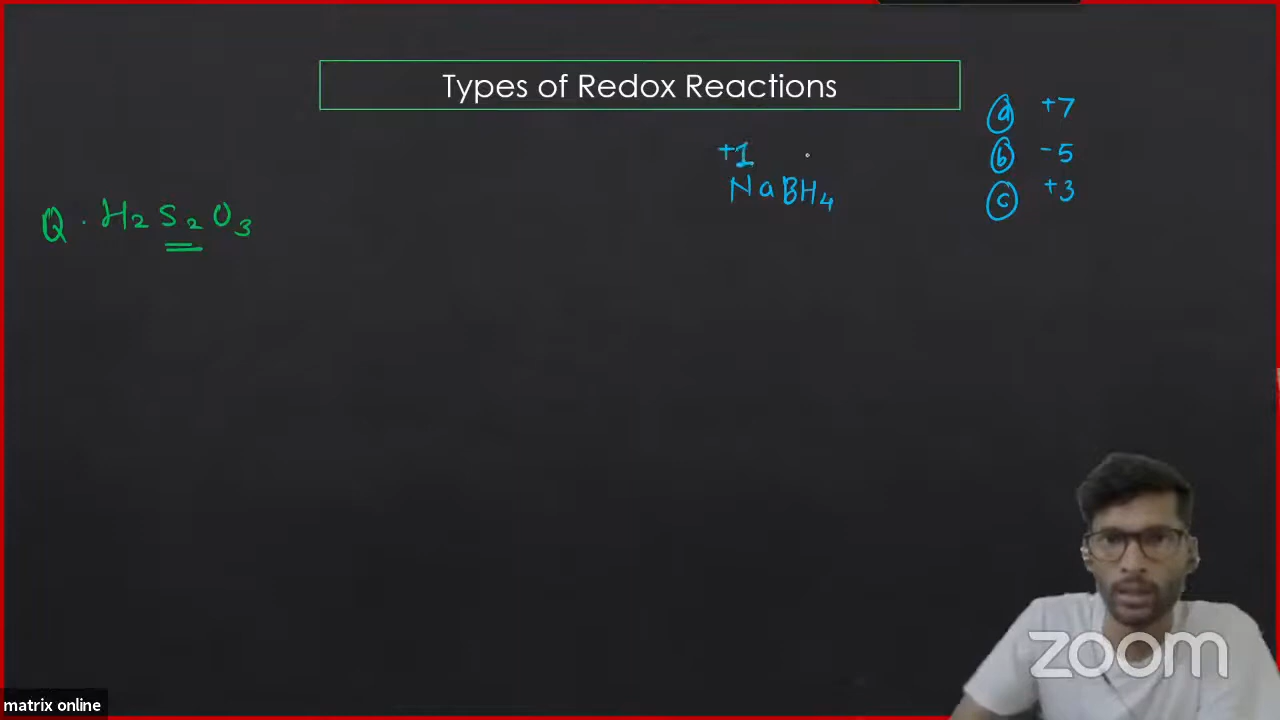 Types of Redox Reactions
+1
NaBH4
a +7
b -5
c +3
Q. H2S2O3
zoom
matrix online